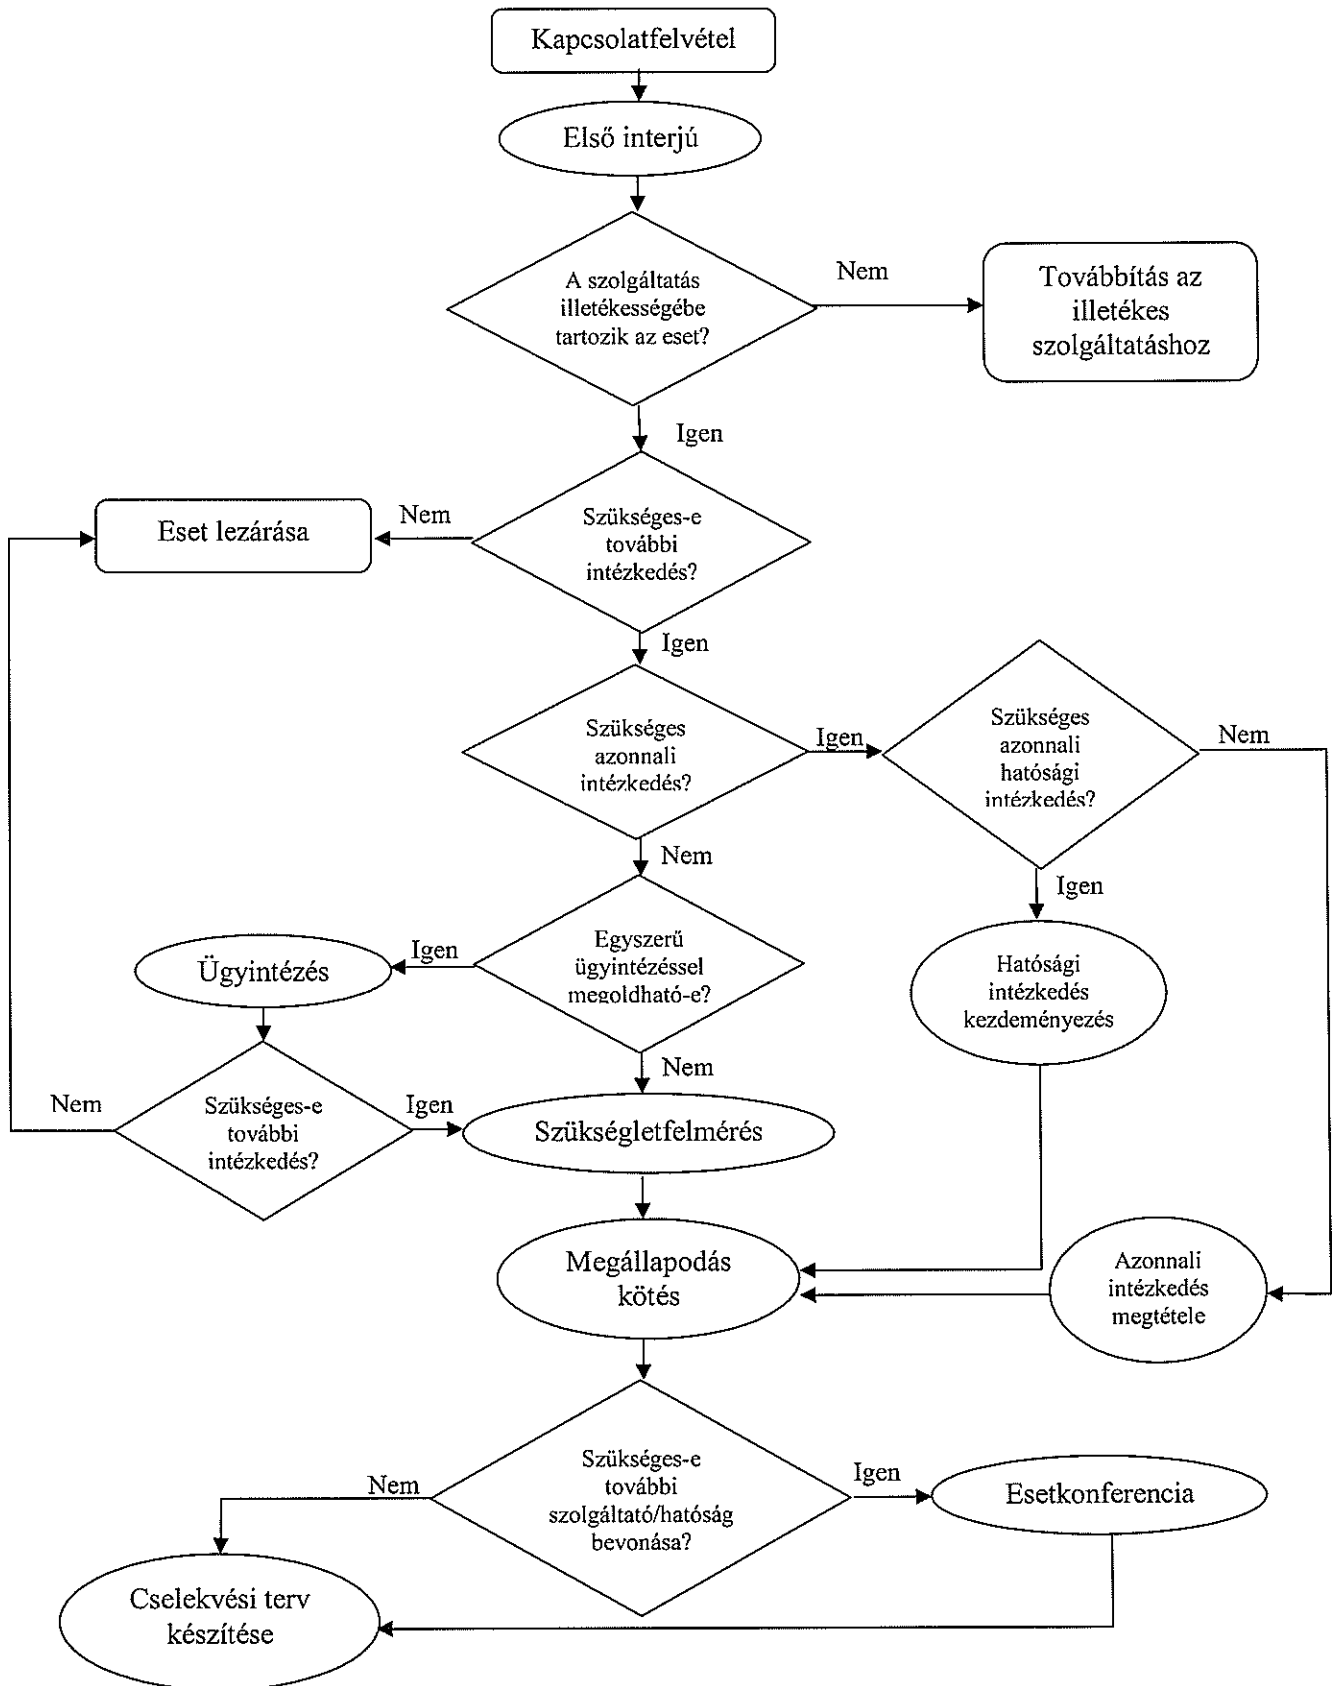 Kapcsolatfelvétel
Első interjú
A szolgáltatás
illetékességébe
tartozik az eset?
Nem
Továbbítás az
illetékes
szolgáltatáshoz
Igen
Eset lezárása
Nem
Szükséges-e
további
intézkedés?
Igen
Szükséges
azonnali
intézkedés?
Igen
Szükséges
azonnali
hatósági
intézkedés?
Nem
Nem
Igen
Ügyintézés
Igen
Egyszerű
ügyintézéssel
megoldható-e?
Hatósági
intézkedés
kezdeményezés
Nem
Nem
Szükséges-e
további
intézkedés?
Igen
Szükségletfelmérés
Megállapodás
kötés
Azonnali
intézkedés
megtétele
Nem
Szükséges-e
további
szolgáltató/hatóság
bevonása?
Igen
Esetkonferencia
Cselekvési terv
készítése